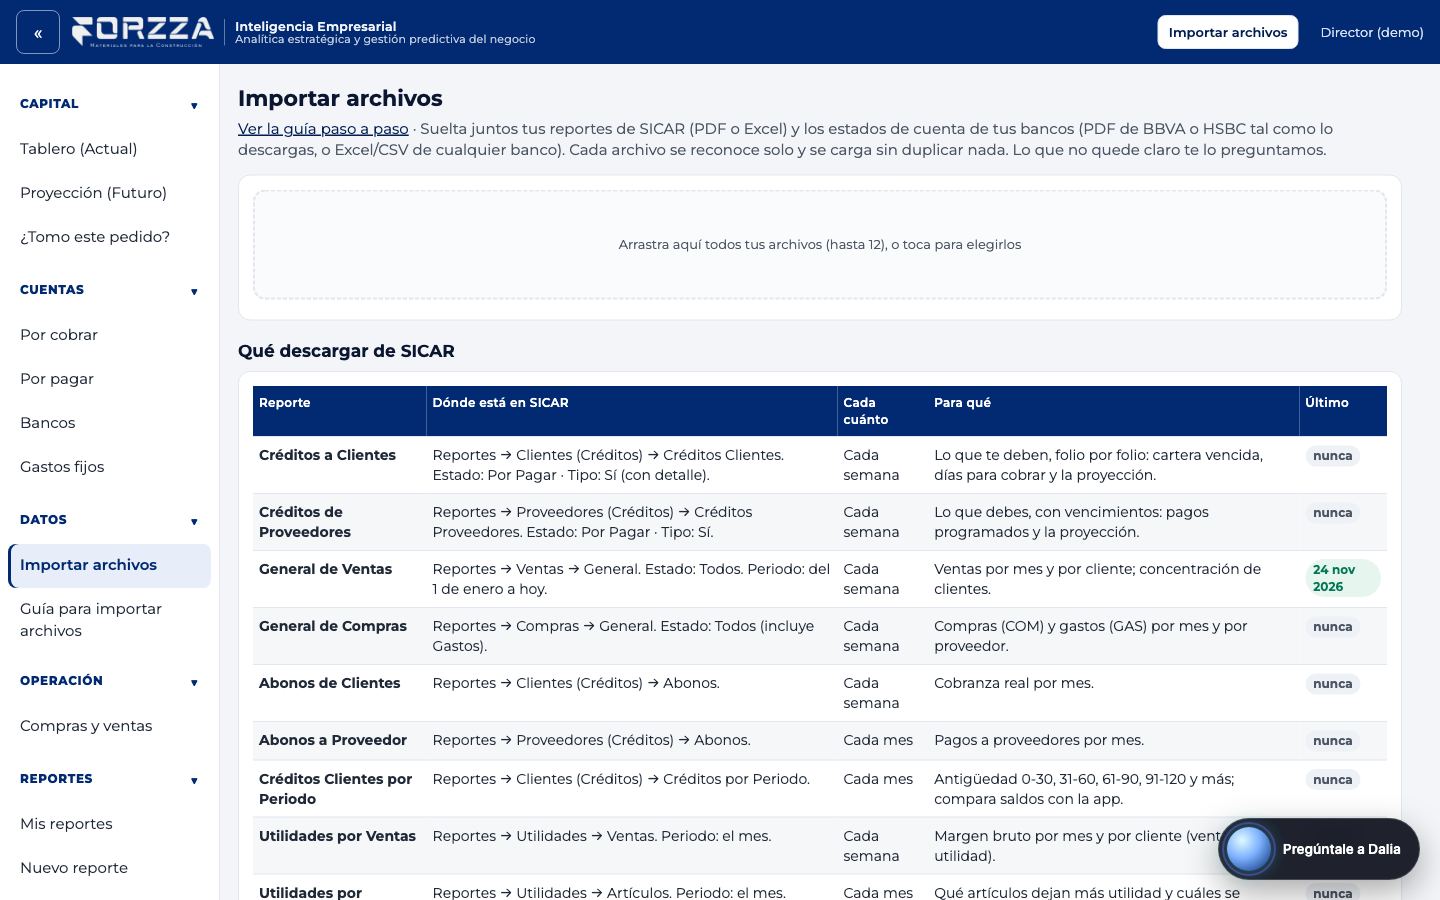 «
FORZZA
MATERIALES PARA LA CONSTRUCCIÓN
Inteligencia Empresarial
Analítica estratégica y gestión predictiva del negocio
Importar archivos
Director (demo)
CAPITAL
Tablero (Actual)
Proyección (Futuro)
¿Tomo este pedido?
CUENTAS
Por cobrar
Por pagar
Bancos
Gastos fijos
DATOS
Importar archivos
Guía para importar
archivos
OPERACIÓN
Compras y ventas
REPORTES
Mis reportes
Nuevo reporte
Importar archivos
Ver la guía paso a paso · Suelta juntos tus reportes de SICAR (PDF o Excel) y los estados de cuenta de tus bancos (PDF de BBVA o HSBC tal como lo
descargas, o Excel/CSV de cualquier banco). Cada archivo se reconoce solo y se carga sin duplicar nada. Lo que no quede claro te lo preguntamos.
Arrastra aquí todos tus archivos (hasta 12), o toca para elegirlos
Qué descargar de SICAR
Reporte
Dónde está en SICAR
Cada
cuánto
Para qué
Último
Créditos a Clientes
Reportes → Clientes (Créditos) → Créditos Clientes.
Estado: Por Pagar · Tipo: Sí (con detalle).
Cada
semana
Lo que te deben, folio por folio: cartera vencida,
días para cobrar y la proyección.
nunca
Créditos de
Proveedores
Reportes → Proveedores (Créditos) → Créditos
Proveedores. Estado: Por Pagar · Tipo: Sí.
Cada
semana
Lo que debes, con vencimientos: pagos
programados y la proyección.
nunca
General de Ventas
Reportes → Ventas → General. Estado: Todos. Periodo: del
1 de enero a hoy.
Cada
semana
Ventas por mes y por cliente; concentración de
clientes.
24 nov
2026
General de Compras
Reportes → Compras → General. Estado: Todos (incluye
Gastos).
Cada
semana
Compras (COM) y gastos (GAS) por mes y por
proveedor.
nunca
Abonos de Clientes
Reportes → Clientes (Créditos) → Abonos.
Cada
semana
Cobranza real por mes.
nunca
Abonos a Proveedor
Reportes → Proveedores (Créditos) → Abonos.
Cada mes
Pagos a proveedores por mes.
nunca
Créditos Clientes por
Periodo
Reportes → Clientes (Créditos) → Créditos por Periodo.
Cada mes
Antigüedad 0-30, 31-60, 61-90, 91-120 y más;
compara saldos con la app.
nunca
Utilidades por Ventas
Reportes → Utilidades → Ventas. Periodo: el mes.
Cada
semana
Margen bruto por mes y por cliente
utilidad).
Utilidades por
Reportes → Utilidades → Artículos. Periodo: el mes.
Cada mes
Qué artículos dejan más utilidad y cuáles se
nunca
Pregúntale a Dalia